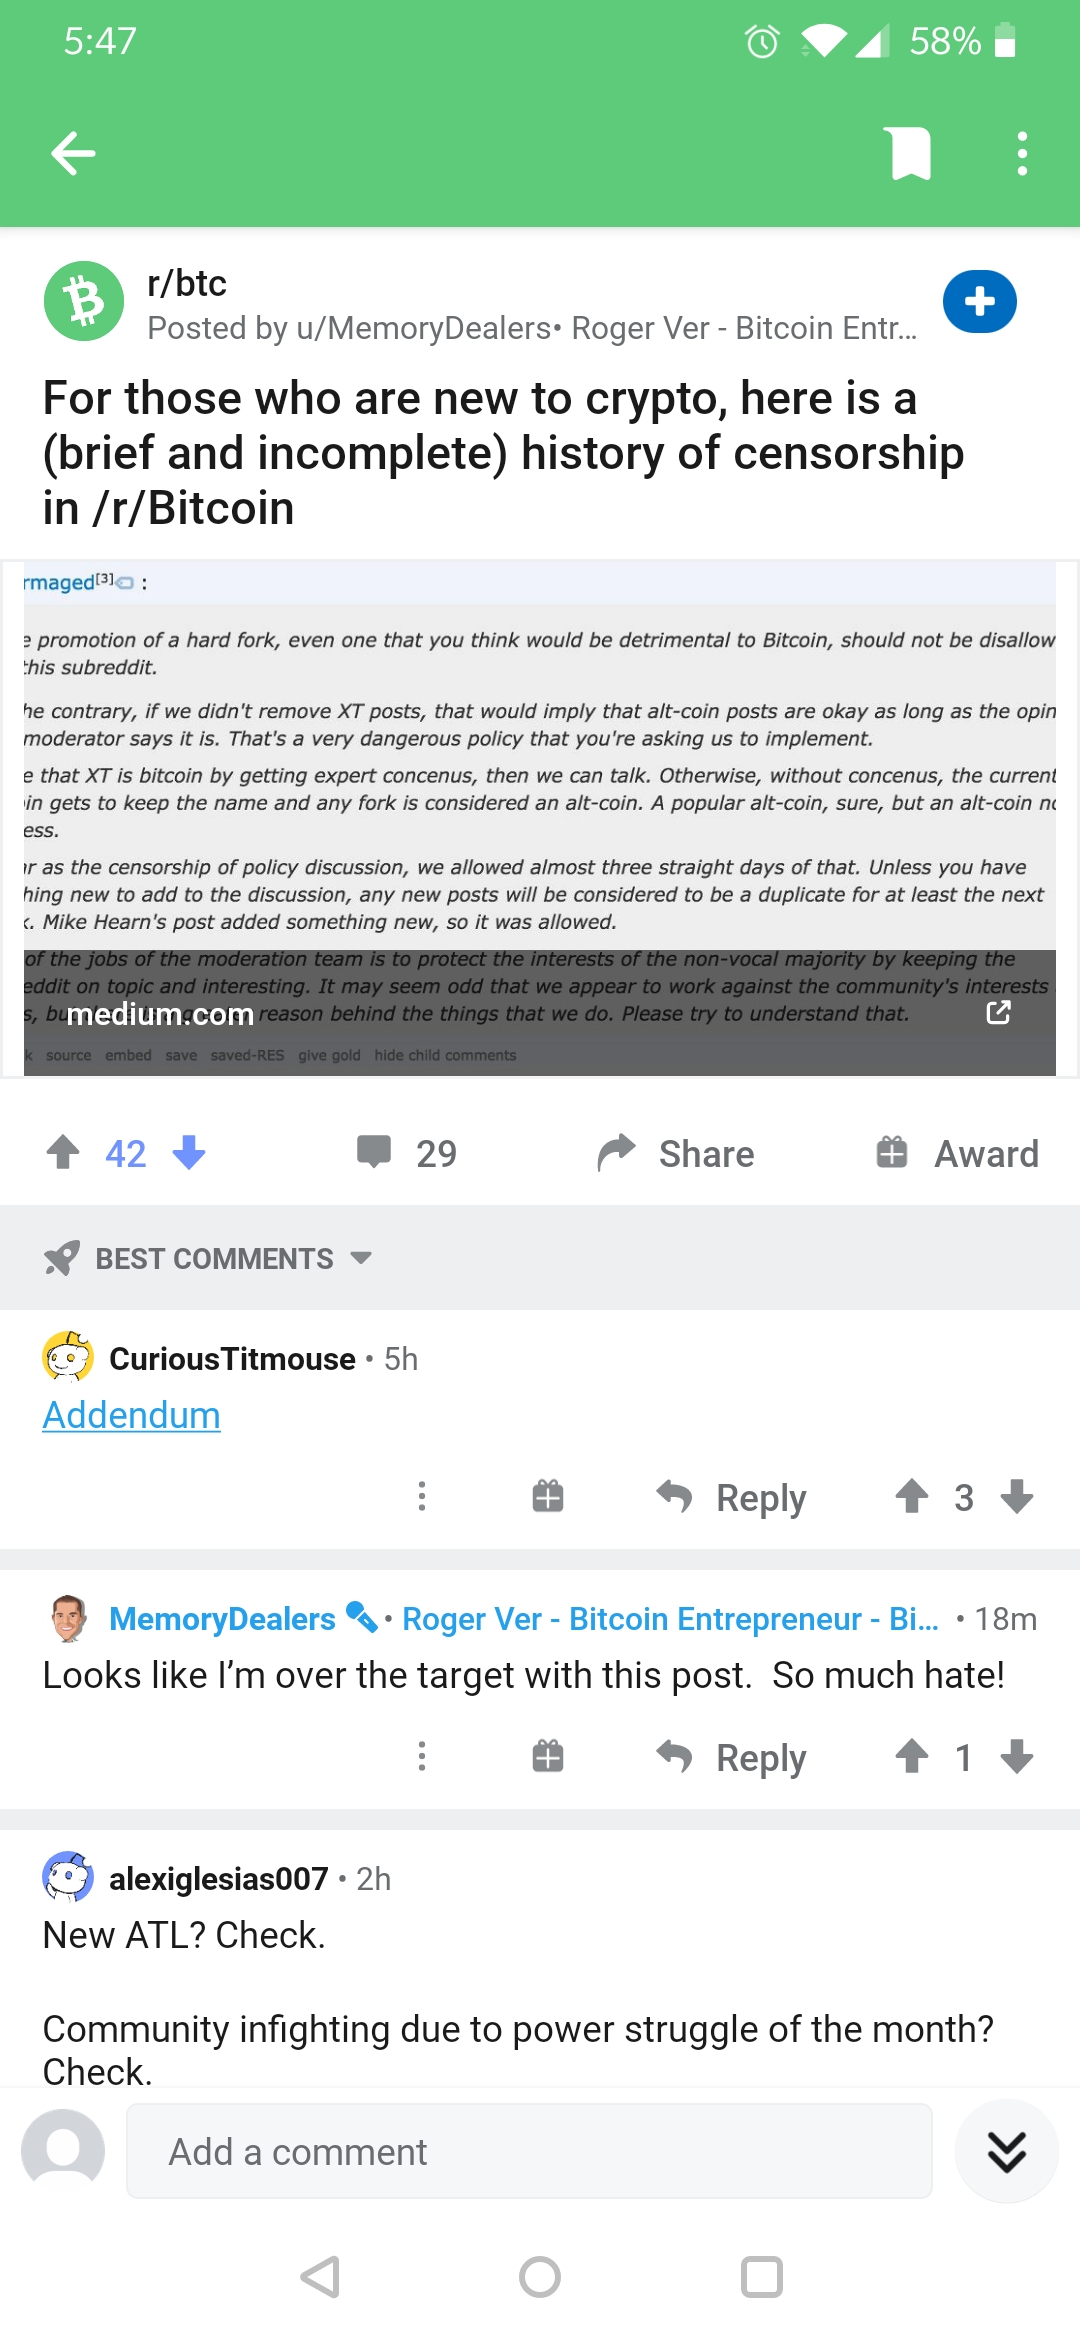 5:47
58%
r/btc
Posted by u/MemoryDealers• Roger Ver - Bitcoin Entr...
For those who are new to crypto, here is a
(brief and incomplete) history of censorship
in /r/Bitcoin
rmaged[3] :
e promotion of a hard fork, even one that you think would be detrimental to Bitcoin, should not be disallow
this subreddit.
he contrary, if we didn't remove XT posts, that would imply that alt-coin posts are okay as long as the opin
moderator says it is. That's a very dangerous policy that you're asking us to implement.
e that XT is bitcoin by getting expert concenus, then we can talk. Otherwise, without concenus, the current
in gets to keep the name and any fork is considered an alt-coin. A popular alt-coin, sure, but an alt-coin no
ess.
ar as the censorship of policy discussion, we allowed almost three straight days of that. Unless you have
hing new to add to the discussion, any new posts will be considered to be a duplicate for at least the next
k. Mike Hearn's post added something new, so it was allowed.
of the jobs of the moderation team is to protect the interests of the non-vocal majority by keeping the
eddit on topic and interesting. It may seem odd that we appear to work against the community's interests
s, bu reason behind the things that we do. Please try to understand that.
medium.com
k source embed save saved-RES give gold hide child comments
42 29 Share Award
BEST COMMENTS
CuriousTitmouse • 5h
Addendum
Reply 3
MemoryDealers • Roger Ver - Bitcoin Entrepreneur - Bi... • 18m
Looks like I'm over the target with this post. So much hate!
Reply 1
alexiglesias007 • 2h
New ATL? Check.
Community infighting due to power struggle of the month?
Check.
Add a comment